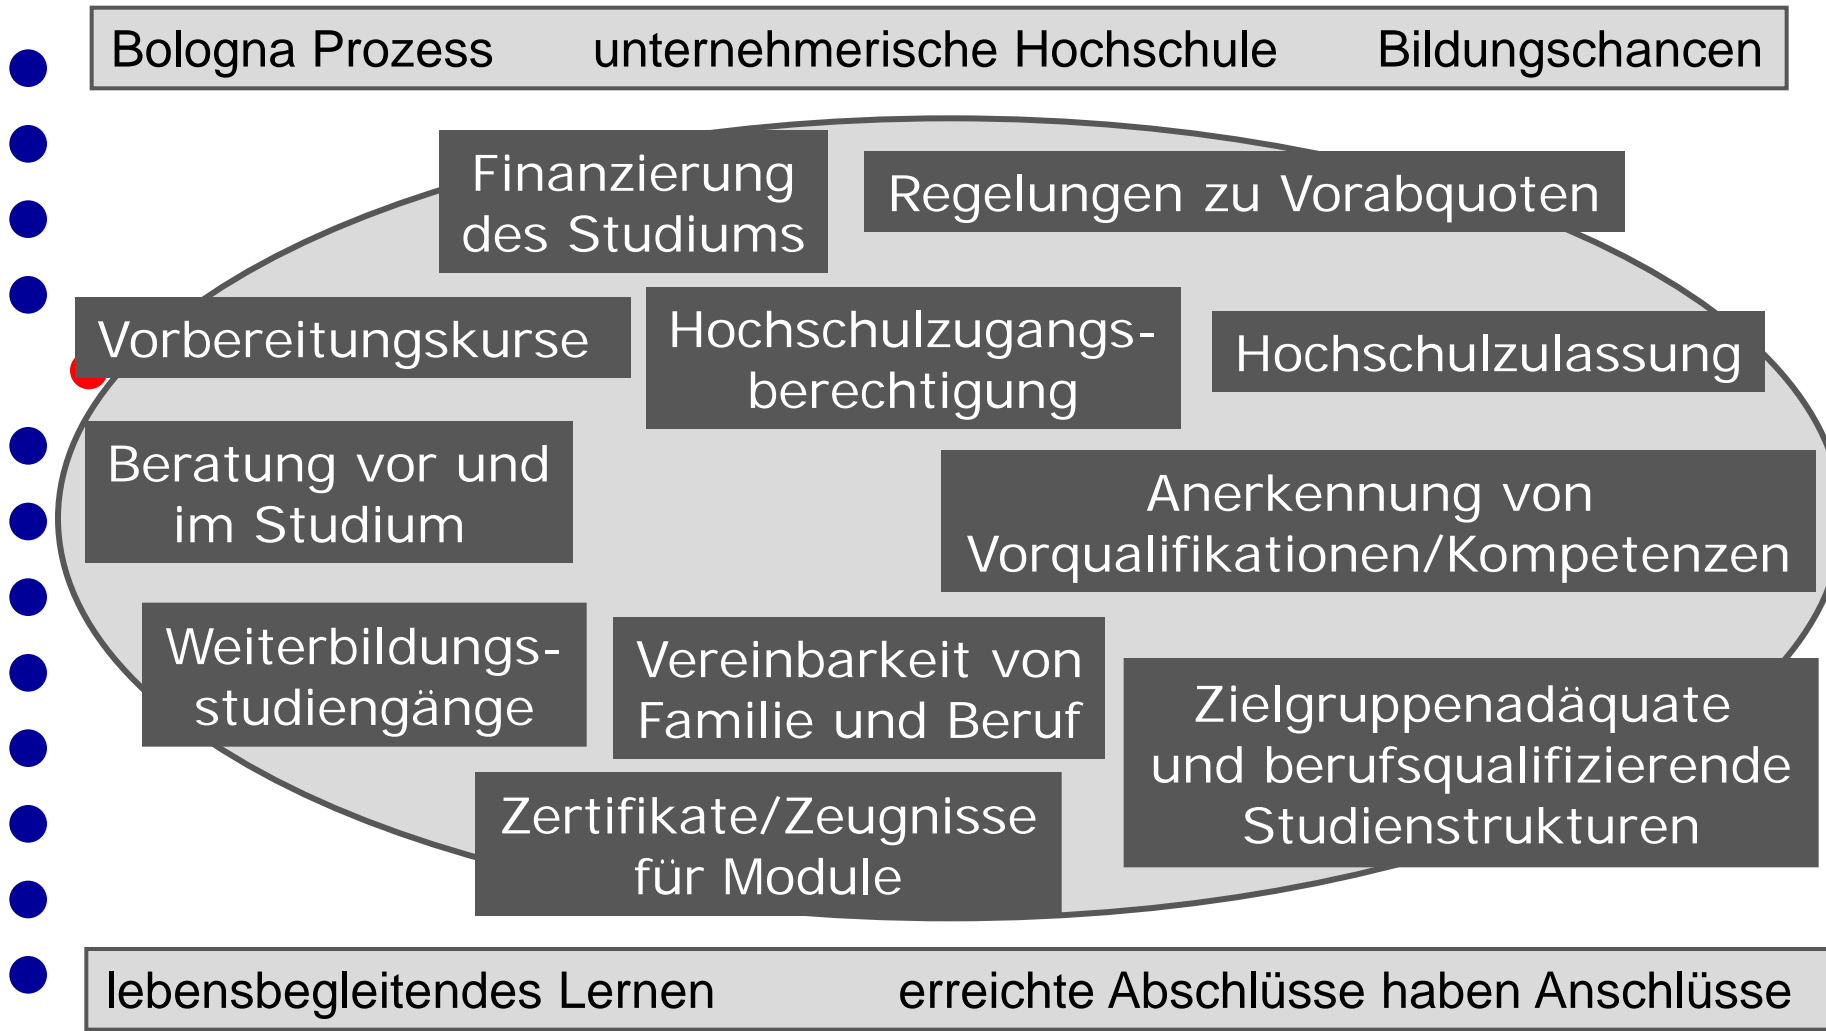 Bologna Prozess unternehmerische Hochschule Bildungschancen
Finanzierung
des Studiums
Regelungen zu Vorabquoten
Vorbereitungskurse
Hochschulzugangs-
berechtigung
Hochschulzulassung
Beratung vor und
im Studium
Anerkennung von
Vorqualifikationen/Kompetenzen
Weiterbildungs-
studiengänge
Vereinbarkeit von
Familie und Beruf
Zielgruppenadäquate
und berufsqualifizierende
Studienstrukturen
Zertifikate/Zeugnisse
für Module
lebensbegleitendes Lernen erreichte Abschlüsse haben Anschlüsse